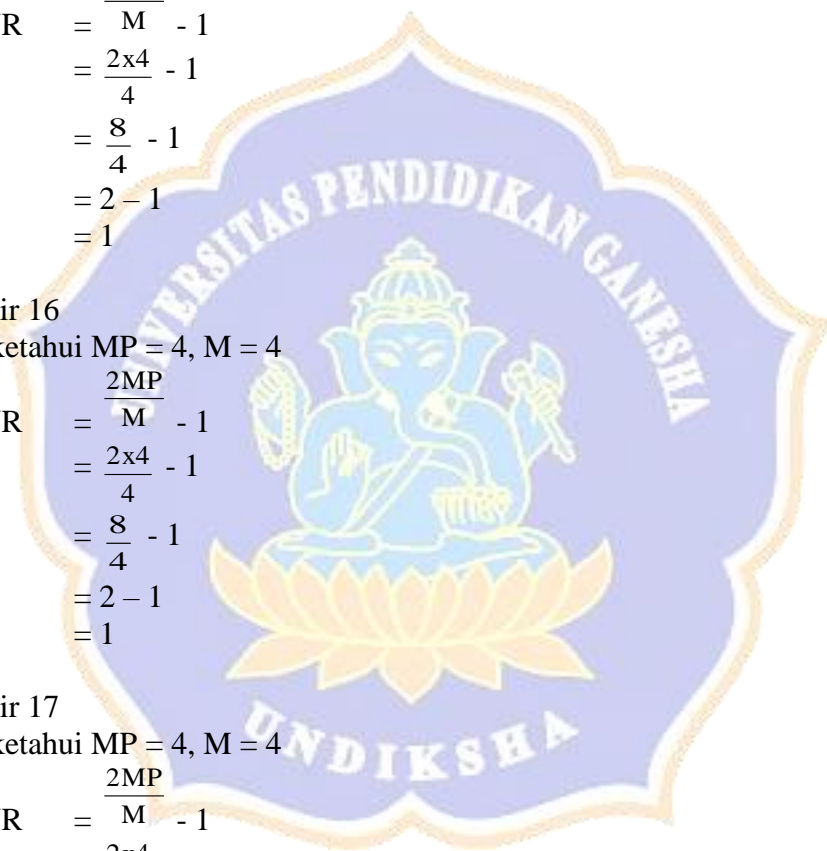 R = M - 1
= 2x4/4 - 1
= 8/4 - 1
= 2 – 1
= 1
UNIVERSITAS PENDIDIKAN GANESHA
ir 16
ketahui MP = 4, M = 4
R = 2MP/M - 1
= 2x4/4 - 1
= 8/4 - 1
= 2 – 1
= 1
ir 17
ketahui MP = 4, M = 4
UNDIKSHA
R = 2MP/M - 1